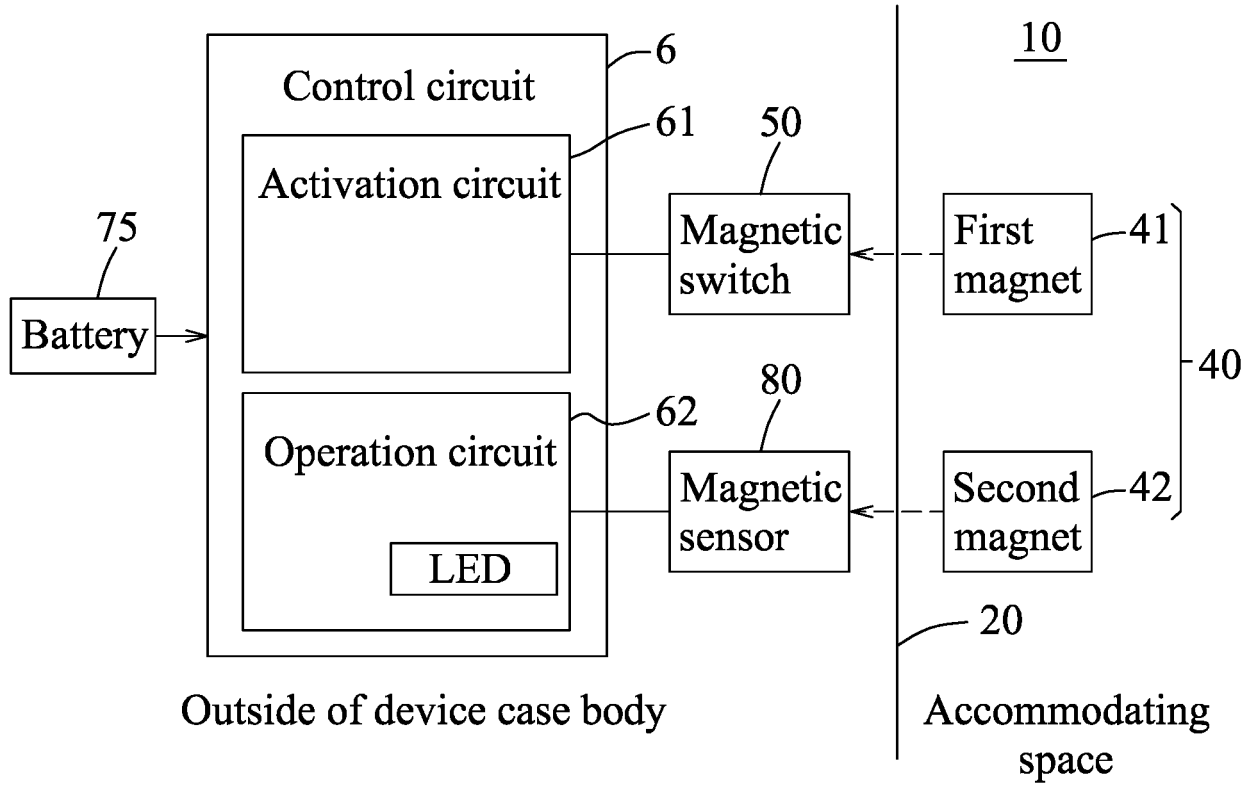 10
6
Control circuit
61
50
Activation circuit
75
Magnetic
switch
First
magnet
41
Battery
40
80
62
Operation circuit
Magnetic
sensor
Second
magnet
42
LED
20
Outside of device case body
Accommodating
space